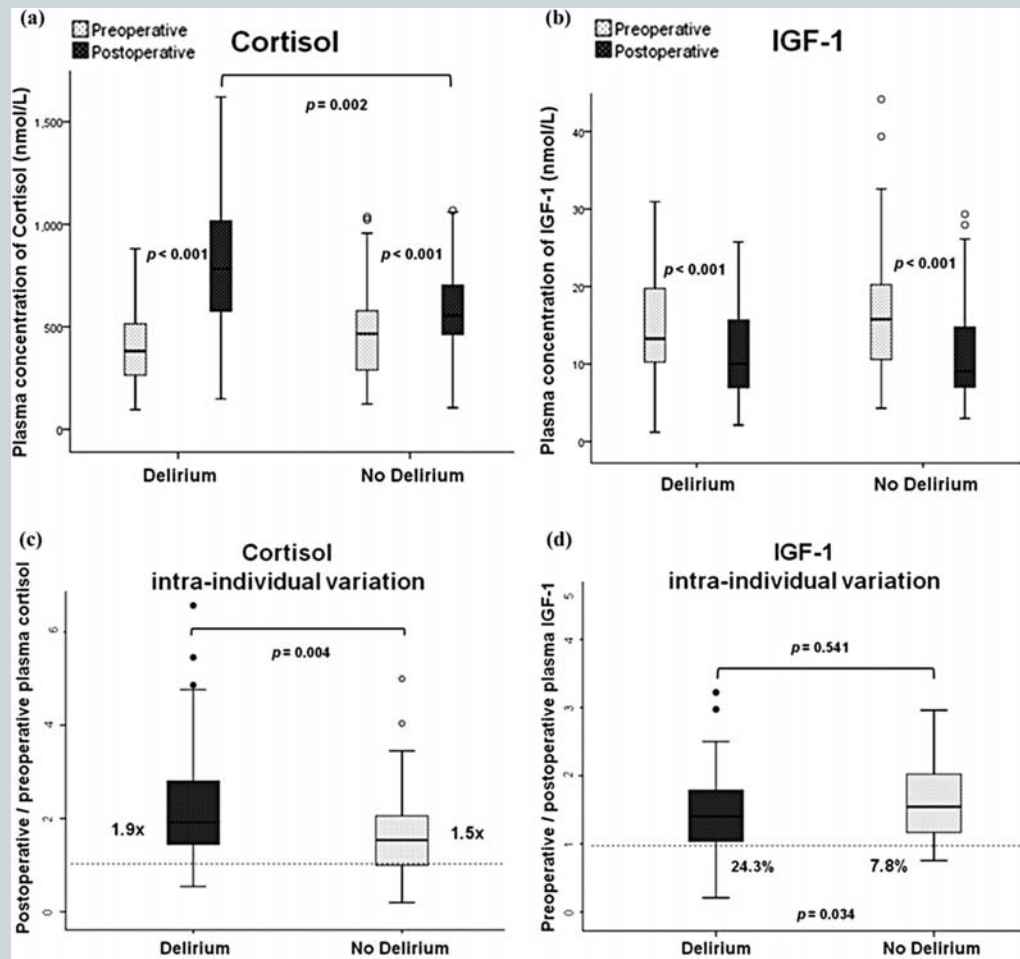 (a)
Preoperative
Postoperative
Cortisol
p = 0.002
Plasma concentration of Cortisol (nmol/L)
1,500
1,000
500
0
p < 0.001
p < 0.001
Delirium
No Delirium
(b)
Preoperative
Postoperative
IGF-1
Plasma concentration of IGF-1 (nmol/L)
40
30
20
10
0
p < 0.001
p < 0.001
Delirium
No Delirium
(c)
Cortisol
intra-individual variation
Postoperative / preoperative plasma cortisol
6
4
2
0
p = 0.004
1.9x
1.5x
Delirium
No Delirium
(d)
IGF-1
intra-individual variation
Preoperative / postoperative plasma IGF-1
5
4
3
2
1
0
p = 0.541
24.3%
7.8%
p = 0.034
Delirium
No Delirium